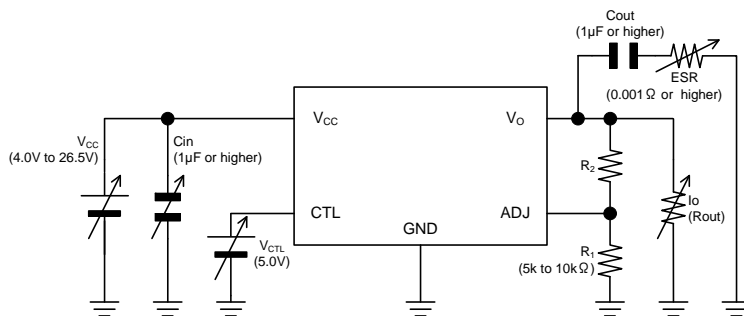 Cout
(1µF or higher)
ESR
(0.001Ω or higher)
VCC
(4.0V to 26.5V)
Cin
(1µF or higher)
VCC
VO
R2
Io
(Rout)
CTL
ADJ
GND
VCTL
(5.0V)
R1
(5k to 10kΩ)